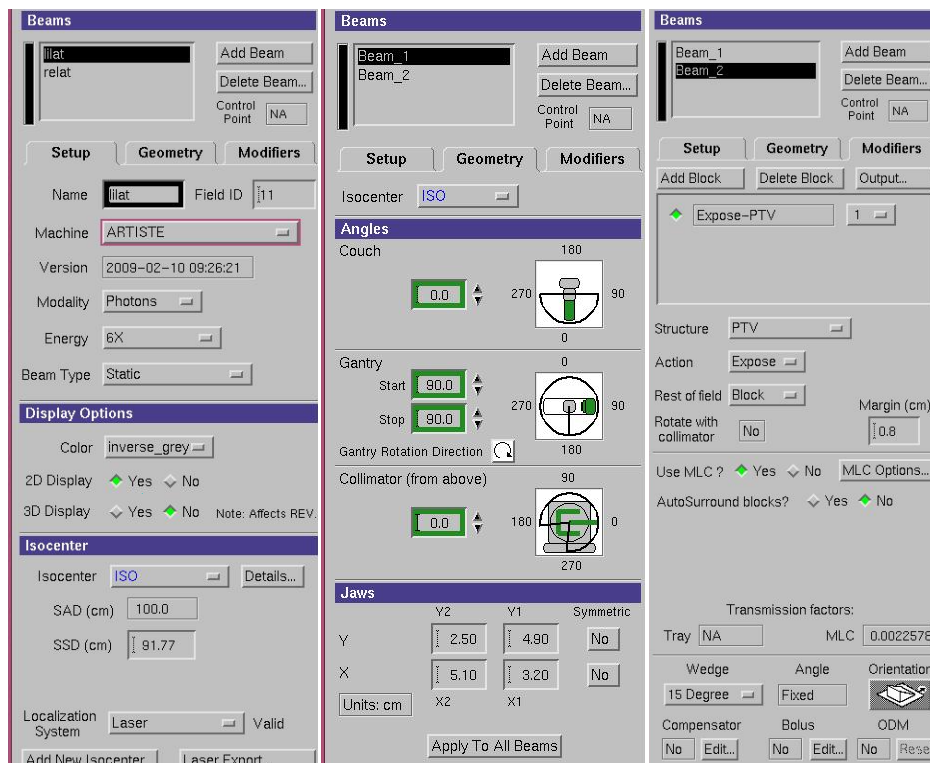 Beams
lilat
relat
Add Beam
Delete Beam...
Control
Point NA
Setup Geometry Modifiers
Name lilat Field ID 11
Machine ARTISTE
Version 2009-02-10 09:26:21
Modality Photons
Energy 6X
Beam Type Static
Display Options
Color inverse_grey
2D Display Yes No
3D Display Yes No Note: Affects REV.
Isocenter
Isocenter ISO Details...
SAD (cm) 100.0
SSD (cm) 91.77
Localization
System Laser Valid
Add New Isocenter Laser Export
Beams
Beam_1
Beam_2
Add Beam
Delete Beam...
Control
Point NA
Setup Geometry Modifiers
Isocenter ISO
Angles
Couch 180
0.0 270 90
0
Gantry 0
Start 90.0
270 90
Stop 90.0
Gantry Rotation Direction 180
Collimator (from above) 90
0.0 180 0
270
Jaws
Y2 Y1 Symmetric
Y 2.50 4.90 No
X 5.10 3.20 No
Units: cm X2 X1
Apply To All Beams
Beams
Beam_1
Beam_2
Add Beam
Delete Beam...
Control
Point NA
Setup Geometry Modifiers
Add Block Delete Block Output...
Expose-PTV 1
Structure PTV
Action Expose
Rest of field Block Margin (cm)
Rotate with
collimator No 0.8
Use MLC ? Yes No MLC Options...
AutoSurround blocks? Yes No
Transmission factors:
Tray NA MLC 0.0022578
Wedge Angle Orientation
15 Degree Fixed
Compensator Bolus ODM
No Edit... No Edit... No Rese